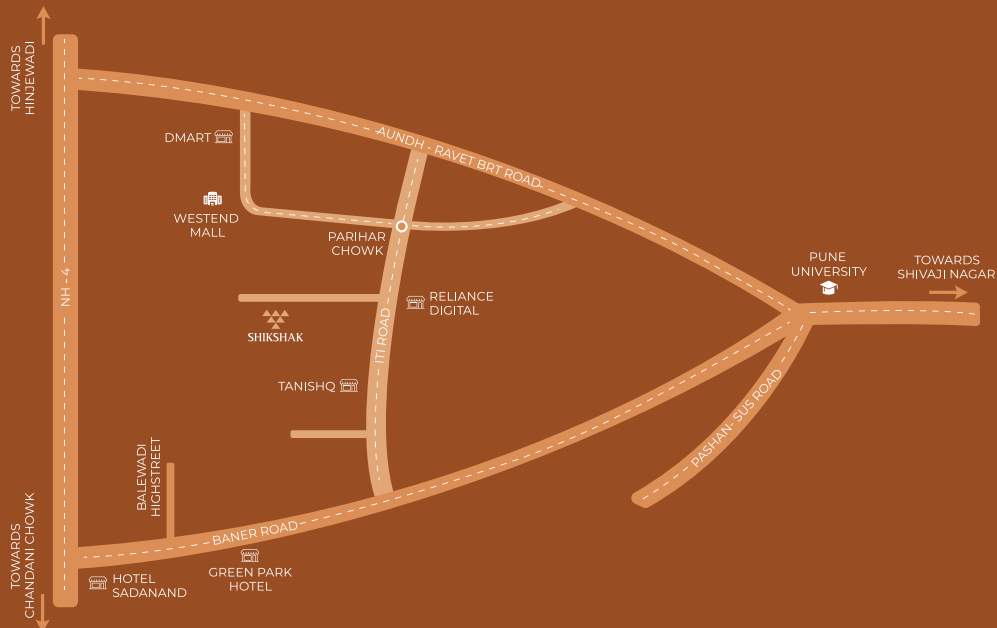 TOWARDS
HINJEWADI
DMART
AUNDH - RAVET BRT ROAD
WESTEND
MALL
PARIHAR
CHOWK
PUNE
UNIVERSITY
TOWARDS
SHIVAJI NAGAR
NH - 4
RELIANCE
DIGITAL
SHIKSHAK
ITI ROAD
TANISHQ
PASHAN- SUS ROAD
BALEWADI
HIGHSTREET
TOWARDS
CHANDANI CHOWK
BANER ROAD
GREEN PARK
HOTEL
HOTEL
SADANAND